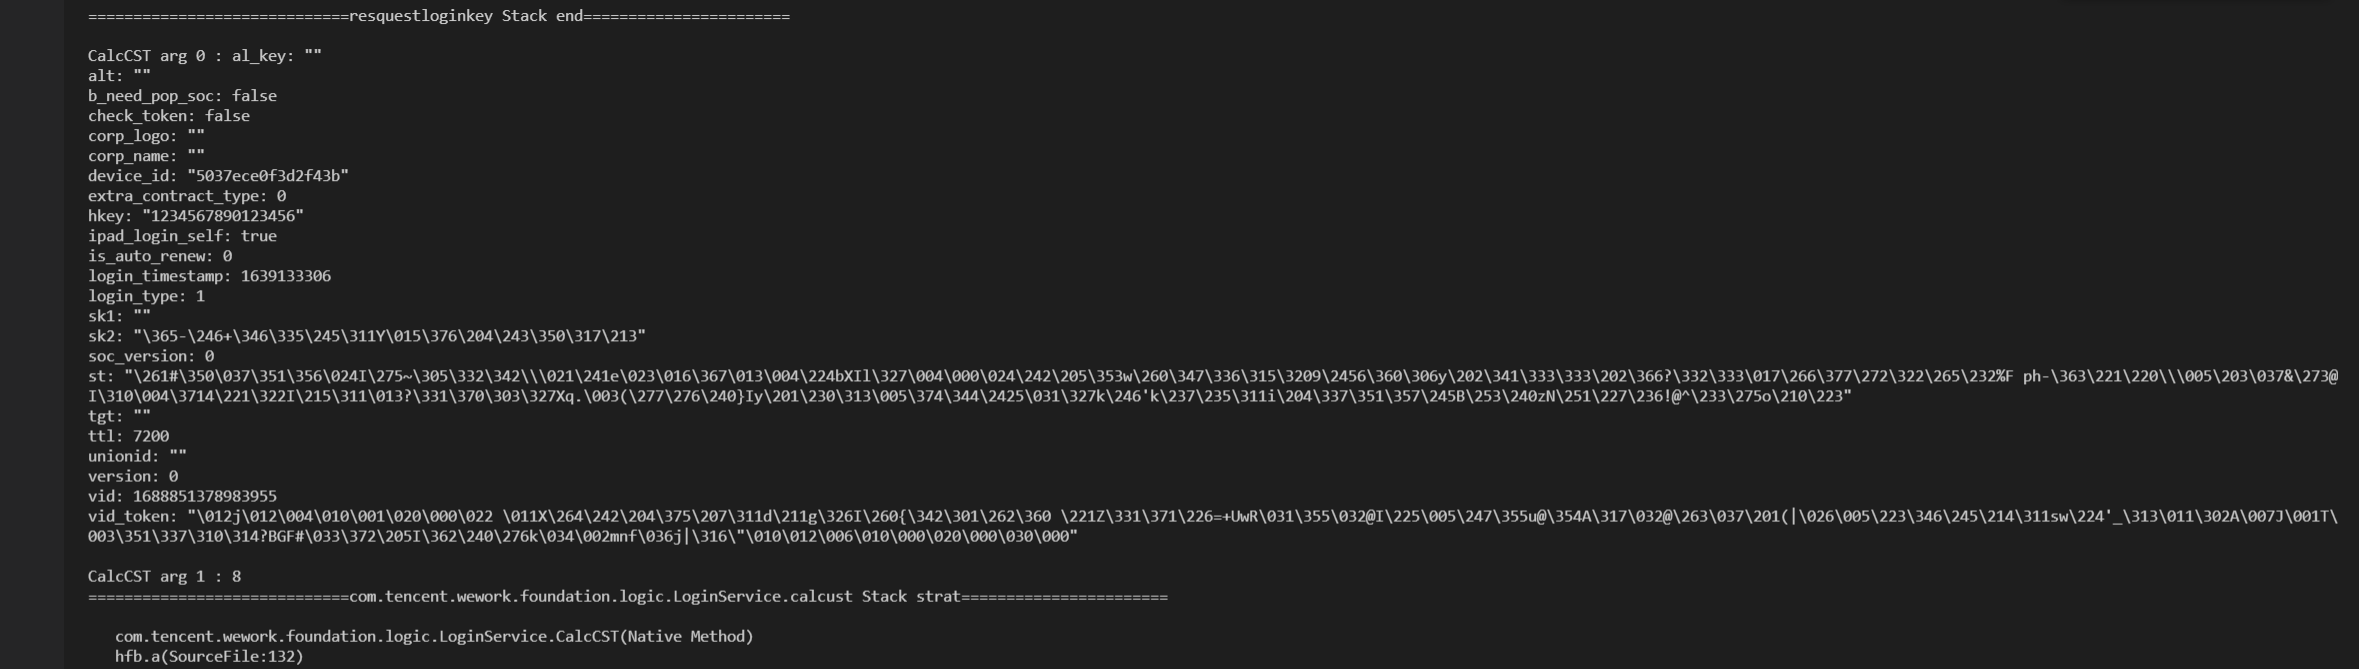 =============================resquestloginkey Stack end=======================
CalcCST arg 0 : al_key: ""
alt: ""
b_need_pop_soc: false
check_token: false
corp_logo: ""
corp_name: ""
device_id: "5037ece0f3d2f43b"
extra_contract_type: 0
hkey: "1234567890123456"
ipad_login_self: true
is_auto_renew: 0
login_timestamp: 1639133306
login_type: 1
sk1: ""
sk2: "\365-\246+\346\335\245\311Y\015\376\204\243\350\317\213"
soc_version: 0
st: "\261#\350\037\351\356\024I\275~\305\332\342\\\021\241e\023\016\367\013\004\224bXIl\327\004\000\024\242\205\353w\260\347\336\315\3209\2456\360\306y\202\341\333\333\202\366?\332\333\017\266\377\272\322\265\232%F ph-\363\221\220\\\005\203\037&\273@
I\310\004\3714\221\322I\215\311\013?\331\370\303\327Xq.\003(\277\276\240}Iy\201\230\313\005\374\344\2425\031\327k\246'k\237\235\311i\204\337\351\357\245B\253\240zN\251\227\236!@^\233\275o\210\223"
tgt: ""
ttl: 7200
unionid: ""
version: 0
vid: 1688851378983955
vid_token: "\012j\012\004\010\001\020\000\022 \011X\264\242\204\375\207\311d\211g\326I\260{\342\301\262\360 \221Z\331\371\226=+UwR\031\355\032@I\225\005\247\355u@\354A\317\032@\263\037\201(|\026\005\223\346\245\214\311sw\224'_\313\011\302A\007J\001T\
003\351\337\310\314?BGF#\033\372\205I\362\240\276k\034\002mnf\036j|\316\"\010\012\006\010\000\020\000\030\000"
CalcCST arg 1 : 8
=============================com.tencent.wework.foundation.logic.LoginService.calcust Stack strat=======================
com.tencent.wework.foundation.logic.LoginService.CalcCST(Native Method)
hfb.a(SourceFile:132)